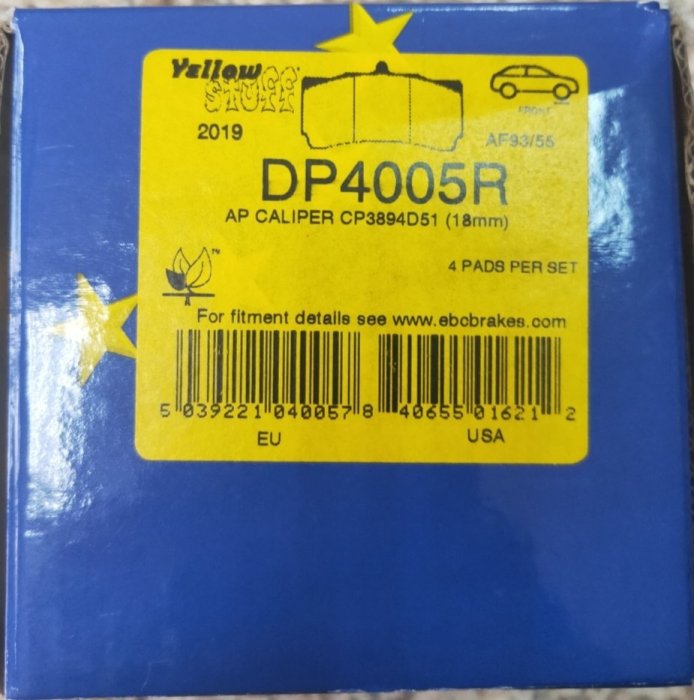 Yellow
STUFF
2019
FRONT
AF93/55
DP4005R
AP CALIPER CP3894D51 (18mm)
TM
4 PADS PER SET
For fitment details see www.ebcbrakes.com
5 039221 040057 8
40655 01621 2
EU
USA